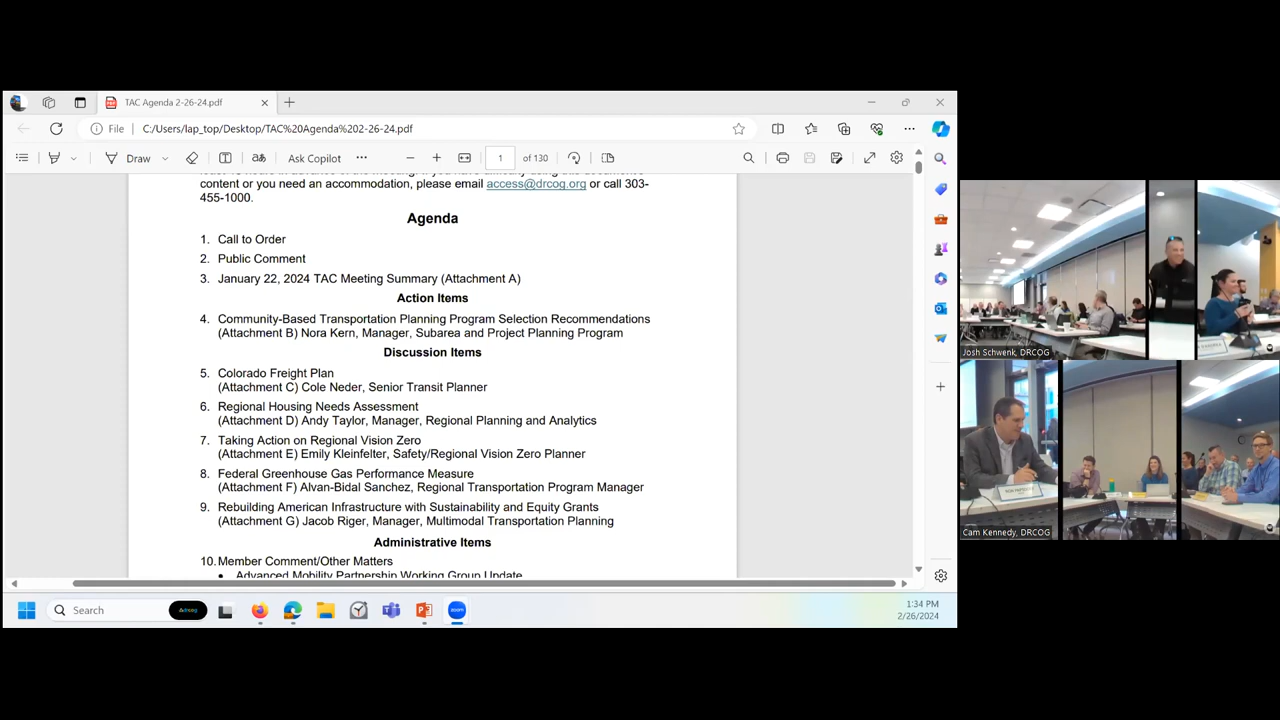 TAC Agenda 2-26-24.pdf
File
C:/Users/lap_top/Desktop/TAC%20Agenda%202-26-24.pdf
Draw
Ask Copilot
1
of 130
content or you need an accommodation, please email access@drcog.org or call 303-
455-1000.
Agenda
1. Call to Order
2. Public Comment
3. January 22, 2024 TAC Meeting Summary (Attachment A)
Action Items
4. Community-Based Transportation Planning Program Selection Recommendations
(Attachment B) Nora Kern, Manager, Subarea and Project Planning Program
Discussion Items
5. Colorado Freight Plan
(Attachment C) Cole Neder, Senior Transit Planner
6. Regional Housing Needs Assessment
(Attachment D) Andy Taylor, Manager, Regional Planning and Analytics
7. Taking Action on Regional Vision Zero
(Attachment E) Emily Kleinfelter, Safety/Regional Vision Zero Planner
8. Federal Greenhouse Gas Performance Measure
(Attachment F) Alvan-Bidal Sanchez, Regional Transportation Program Manager
9. Rebuilding American Infrastructure with Sustainability and Equity Grants
(Attachment G) Jacob Riger, Manager, Multimodal Transportation Planning
Administrative Items
10. Member Comment/Other Matters
• Advanced Mobility Partnership Working Group Update
Search
1:34 PM
2/26/2024
Josh Schwenk, DRCOG
Cam Kennedy, DRCOG